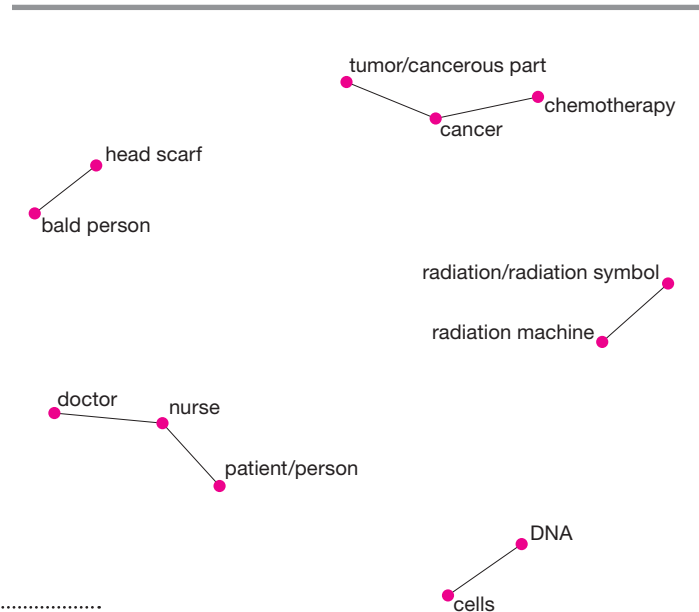 tumor/cancerous part
chemotherapy
cancer
head scarf
bald person
radiation/radiation symbol
radiation machine
doctor
nurse
patient/person
DNA
cells